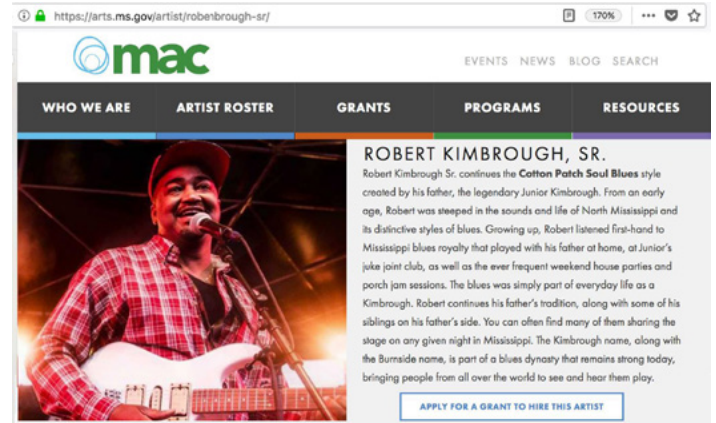 https://arts.ms.gov/artist/robertbrough-sr/
170%
mac
EVENTS NEWS BLOG SEARCH
WHO WE ARE ARTIST ROSTER GRANTS PROGRAMS RESOURCES
ROBERT KIMBROUGH, SR.
Robert Kimbrough Sr. continues the Cotton Patch Soul Blues style
created by his father, the legendary Junior Kimbrough. From an early
age, Robert was steeped in the sounds and life of North Mississippi and
its distinctive styles of blues. Growing up, Robert listened first-hand to
Mississippi blues royalty that played with his father at home, at Junior's
juke joint club, as well as the ever frequent weekend house parties and
porch jam sessions. The blues was simply part of everyday life as a
Kimbrough. Robert continues his father's tradition, along with some of his
siblings on his father's side. You can often find many of them sharing the
stage on any given night in Mississippi. The Kimbrough name, along with
the Burnside name, is part of a blues dynasty that remains strong today,
bringing people from all over the world to see and hear them play.
APPLY FOR A GRANT TO HIRE THIS ARTIST